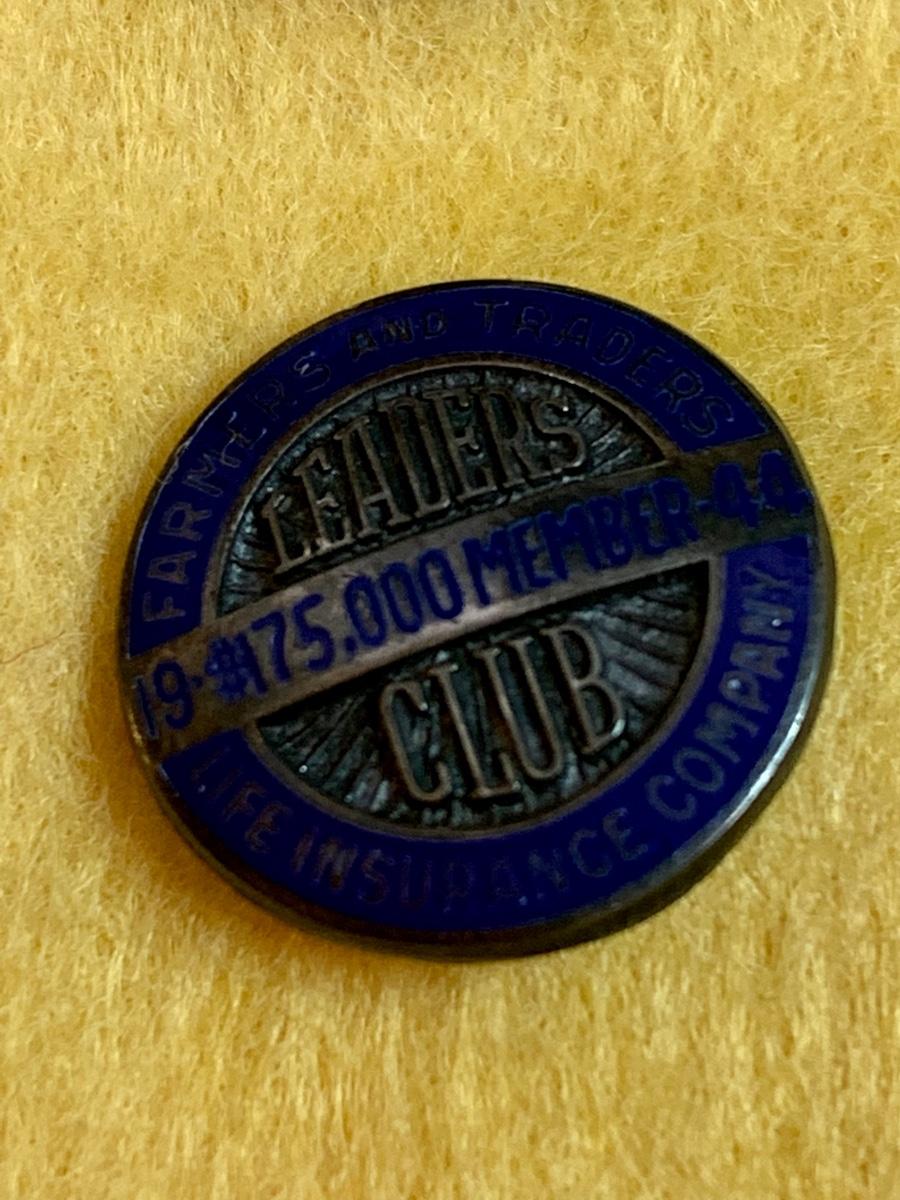 FARMERS AND TRADERS
LEADERS
19-$175.000 MEMBER-44
CLUB
LIFE INSURANCE COMPANY